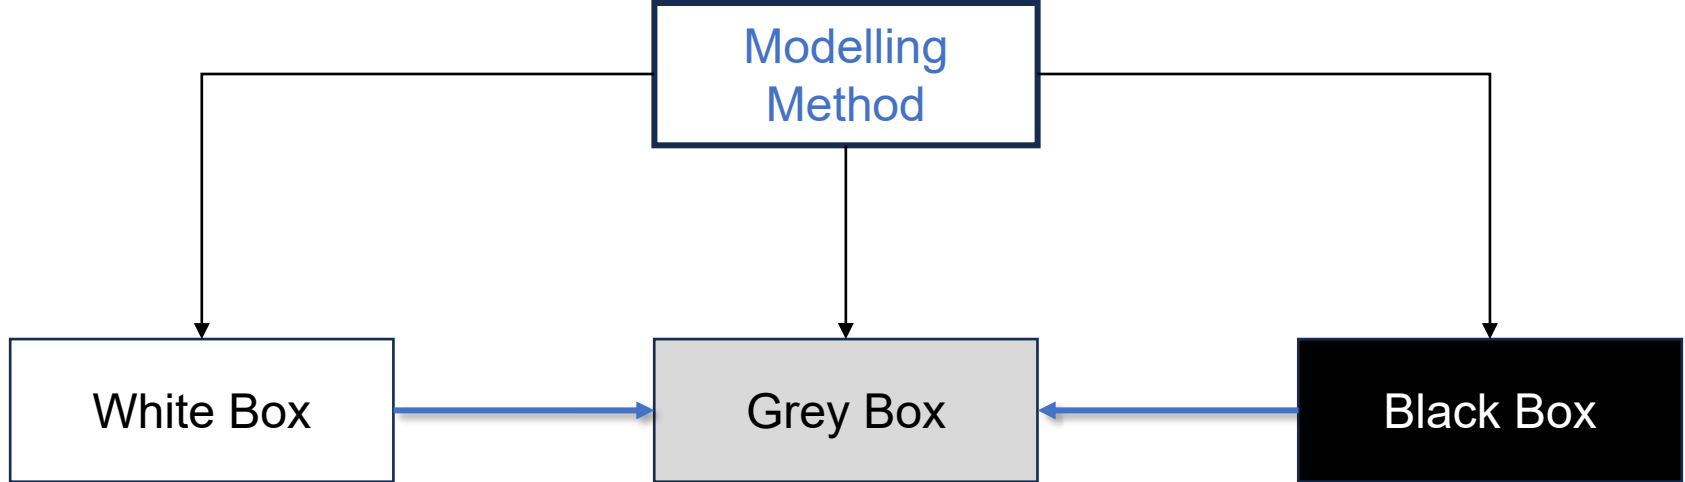 Modelling
Method
White Box
Grey Box
Black Box